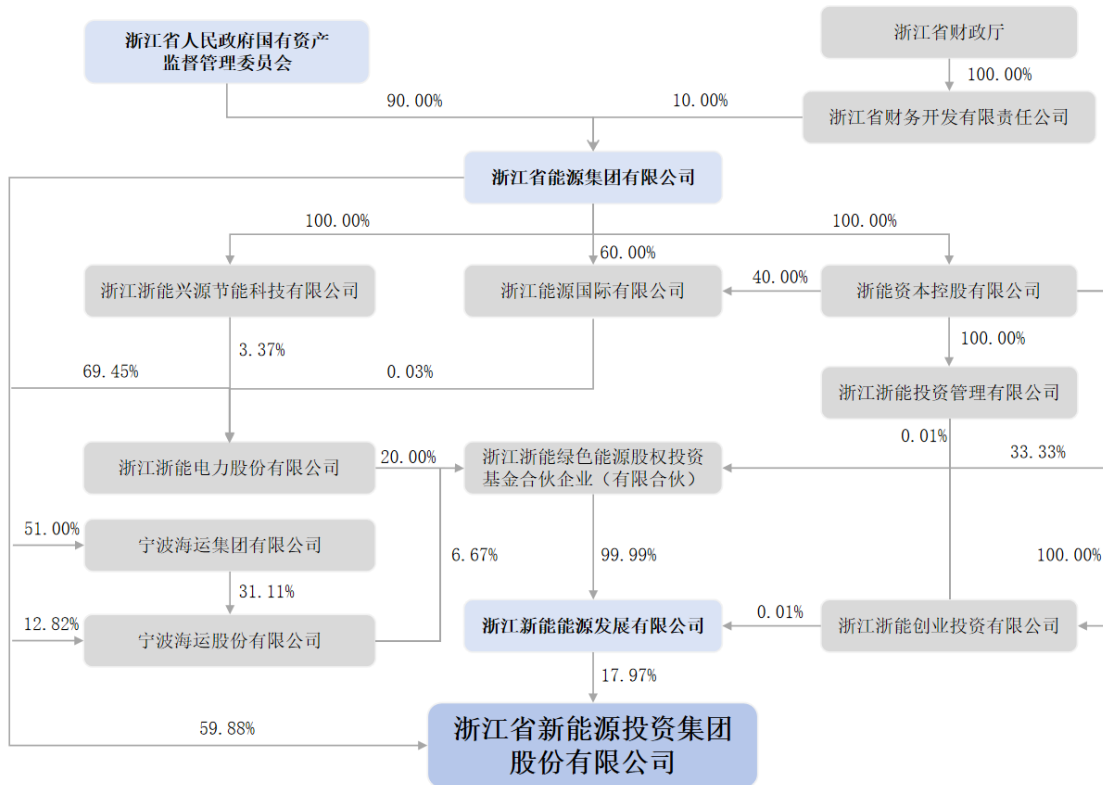 浙江省人民政府国有资产
监督管理委员会
浙江省财政厅
100.00%
90.00%
10.00%
浙江省财务开发有限责任公司
浙江省能源集团有限公司
100.00%
60.00%
100.00%
浙江浙能兴源节能科技有限公司
浙江能源国际有限公司
40.00%
浙能资本控股有限公司
3.37%
100.00%
69.45%
0.03%
浙江浙能投资管理有限公司
0.01%
浙江浙能电力股份有限公司
20.00%
浙江浙能绿色能源股权投资
基金合伙企业（有限合伙）
33.33%
51.00%
宁波海运集团有限公司
6.67%
99.99%
100.00%
31.11%
12.82%
宁波海运股份有限公司
浙江新能能源发展有限公司
0.01%
浙江浙能创业投资有限公司
17.97%
59.88%
浙江省新能源投资集团
股份有限公司